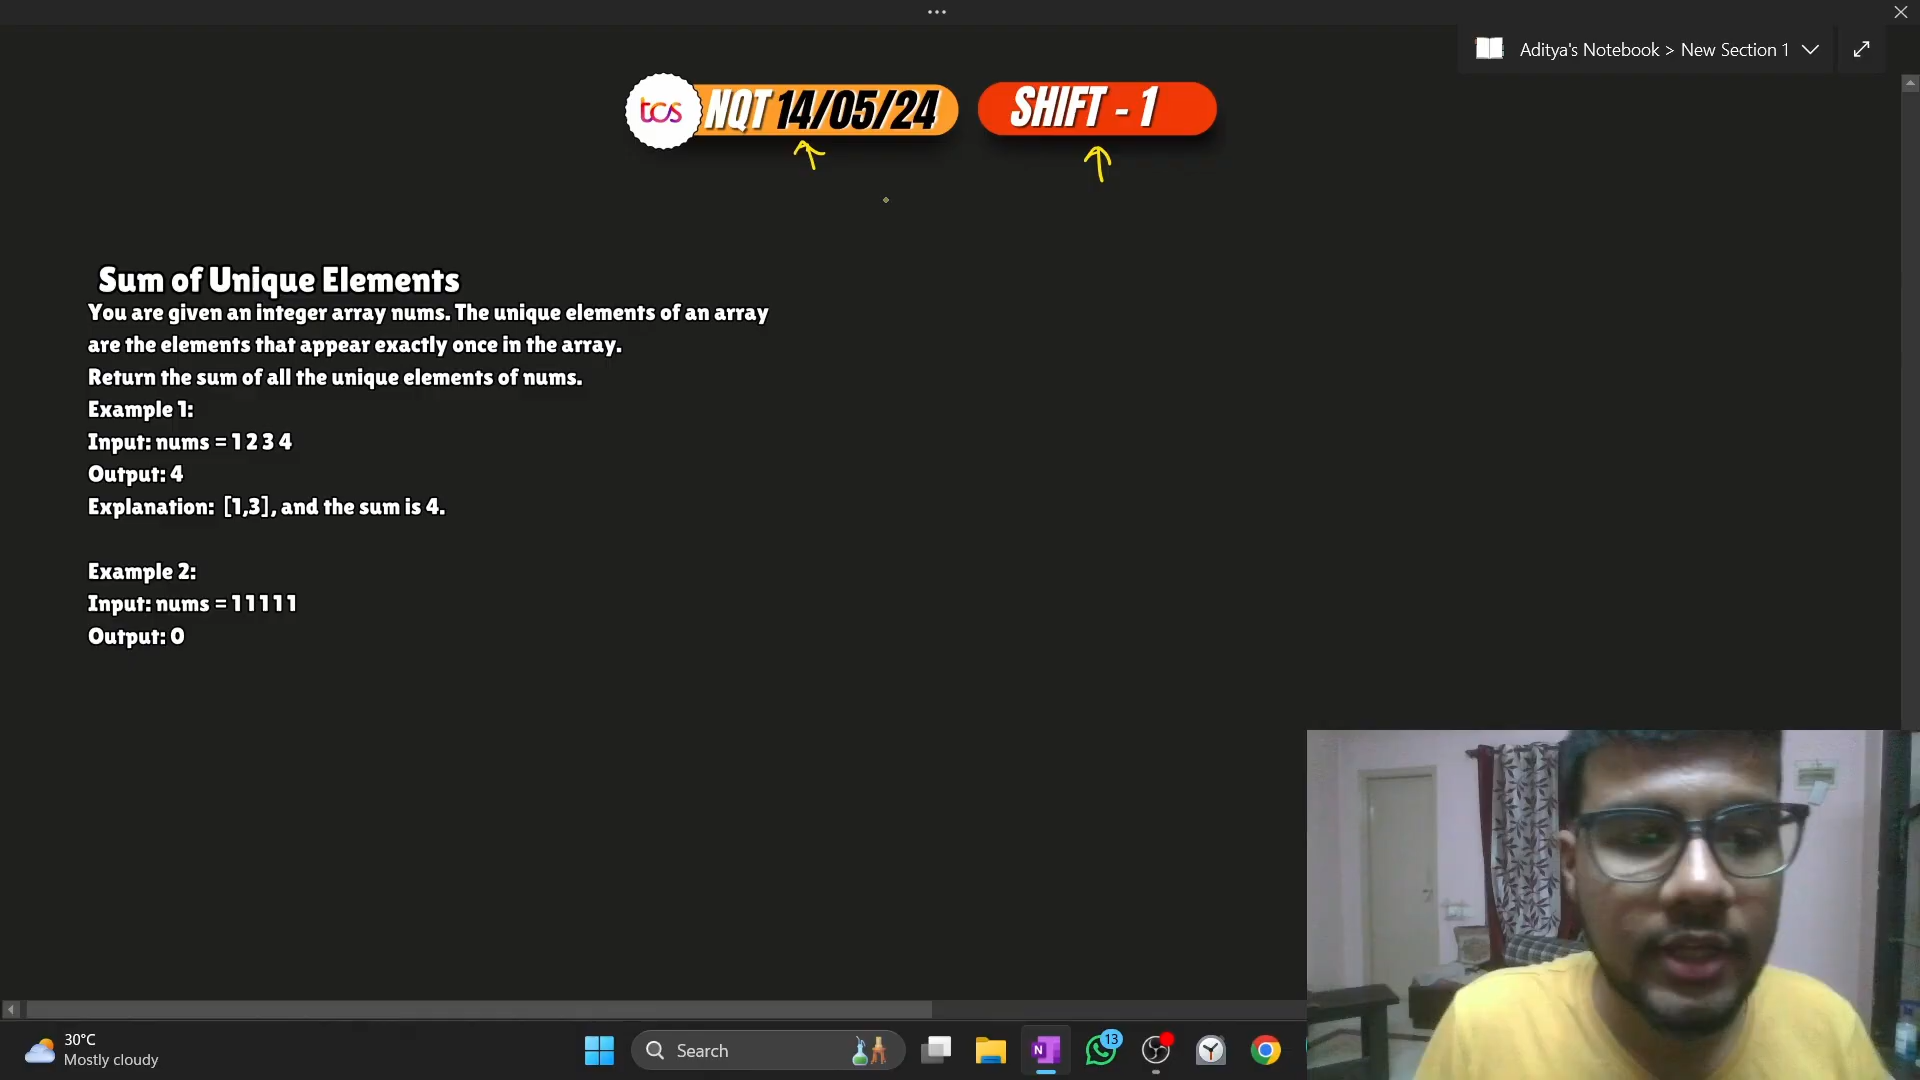 Aditya's Notebook > New Section 1
tcs NQT 14/05/24 SHIFT - 1
Sum of Unique Elements
You are given an integer array nums. The unique elements of an array
are the elements that appear exactly once in the array.
Return the sum of all the unique elements of nums.
Example 1:
Input: nums = 1 2 3 4
Output: 4
Explanation: [1,3], and the sum is 4.
Example 2:
Input: nums = 1 1 1 1 1
Output: 0
30°C
Mostly cloudy
Search
13